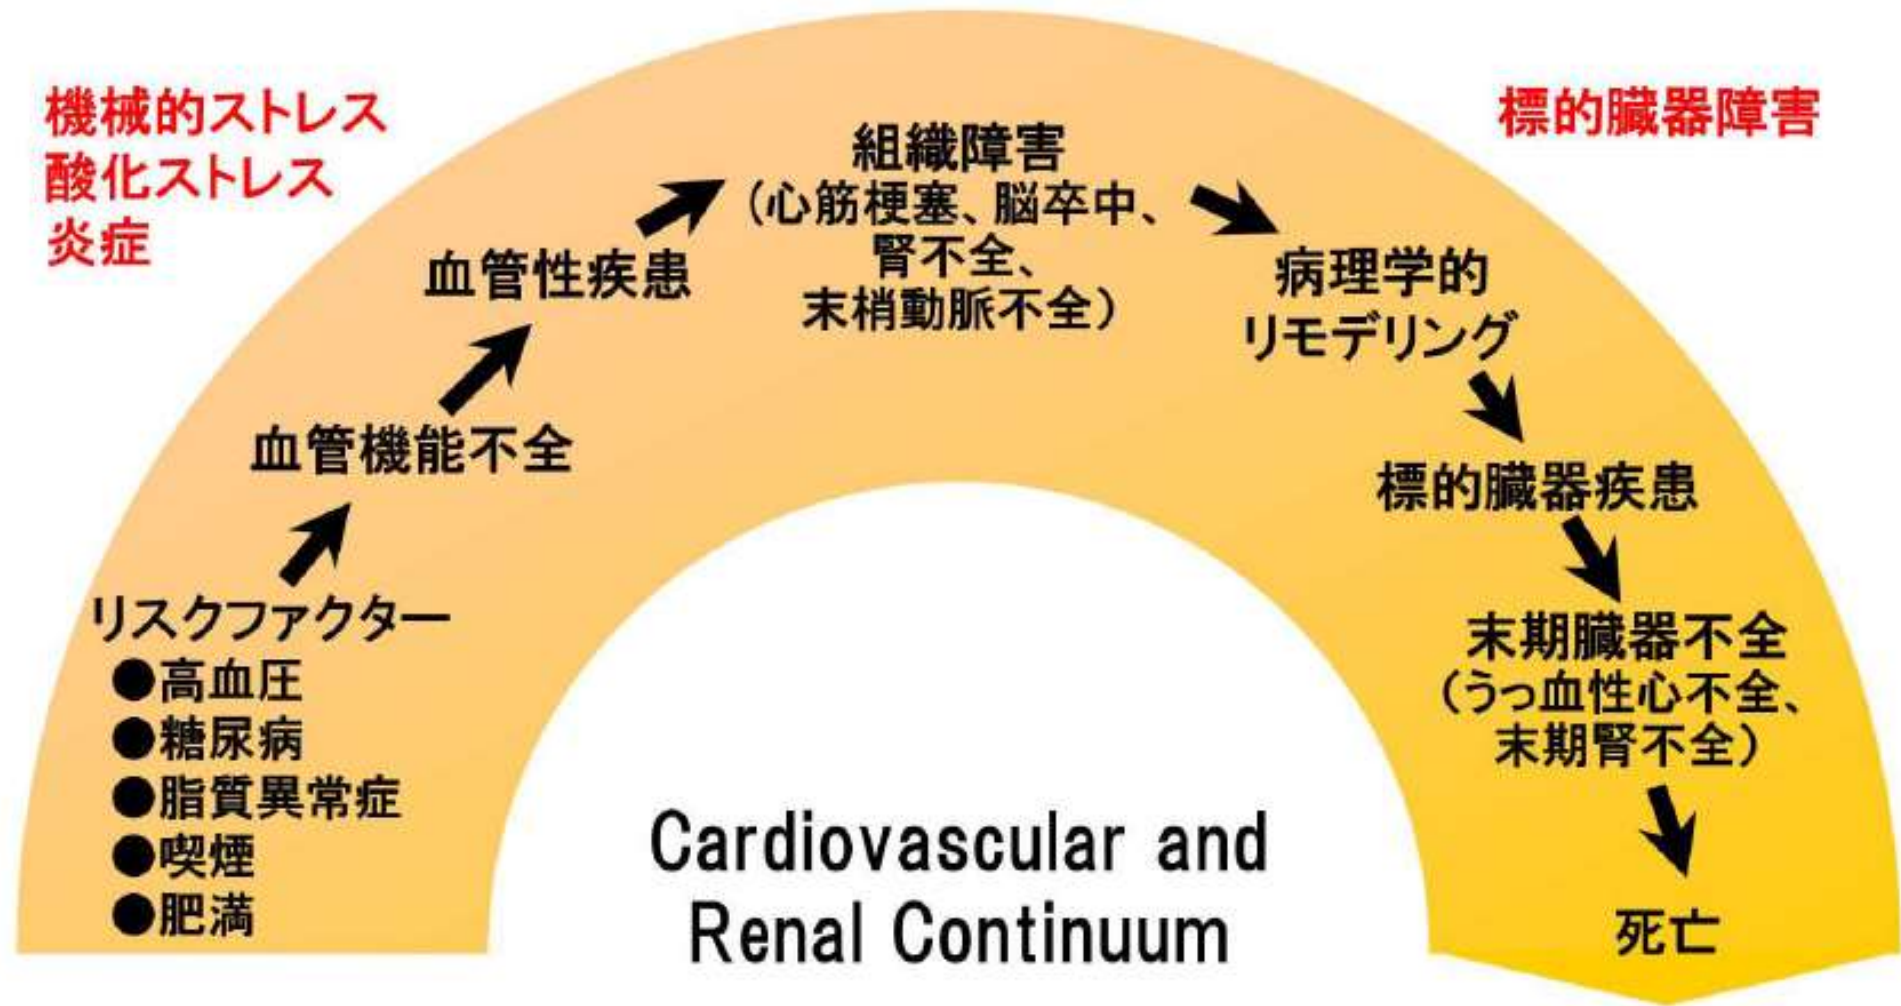 機械的ストレス
酸化ストレス
炎症
標的臓器障害
リスクファクター
●高血圧
●糖尿病
●脂質異常症
●喫煙
●肥満
血管機能不全
血管性疾患
組織障害
（心筋梗塞、脳卒中、
腎不全、
末梢動脈不全）
病理学的
リモデリング
標的臓器疾患
末期臓器不全
（うっ血性心不全、
末期腎不全）
死亡
Cardiovascular and
Renal Continuum